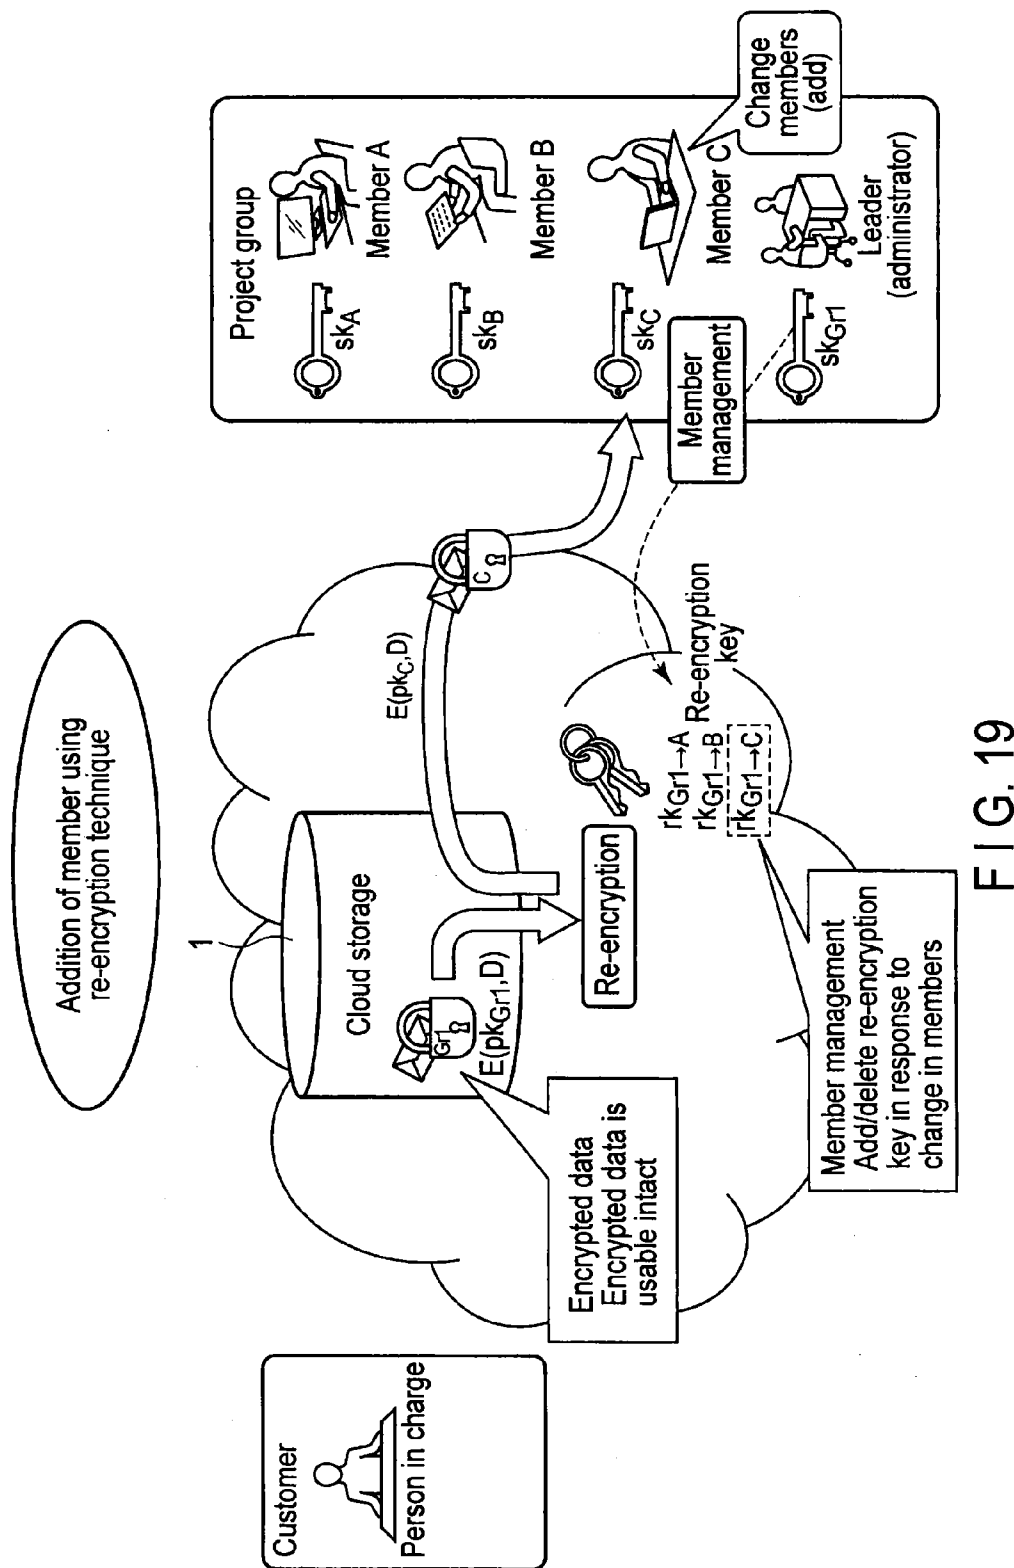 Addition of member using
re-encryption technique
Customer
Person in charge
1
Cloud storage
Gr1
E(pkGr1,D)
Encrypted data
Encrypted data is
usable intact
Re-encryption
E(pkC,D)
C
rkGr1→A
rkGr1→B
rkGr1→C
Re-encryption
key
Member management
Add/delete re-encryption
key in response to
change in members
Project group
skA
Member A
skB
Member B
skC
Member C
Change
members
(add)
Member
management
skGr1
Leader
(administrator)
FIG. 19